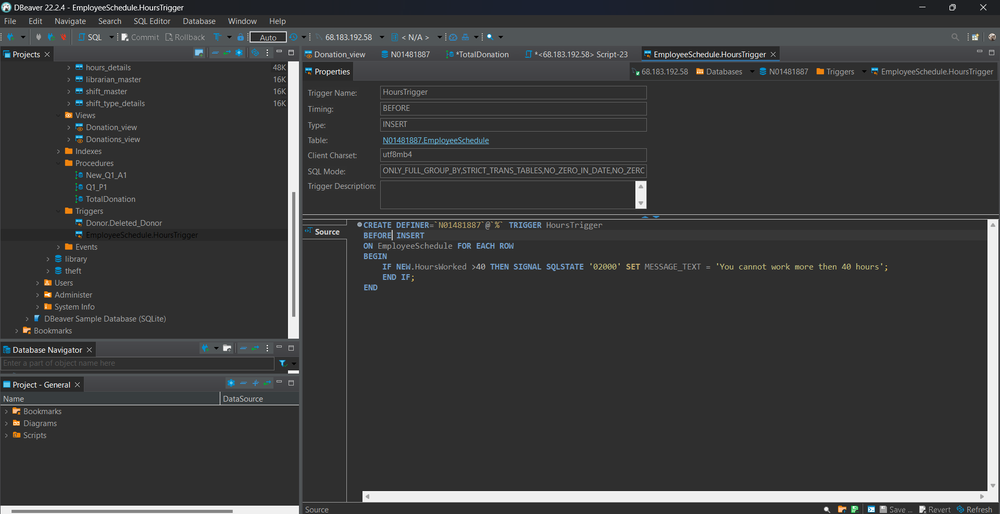 DBeaver 22.2.4 - EmployeeSchedule.HoursTrigger
File Edit Navigate Search SQL Editor Database Window Help
SQL Commit Rollback Auto 68.183.192.58 < N/A >
Projects
hours_details 48K
librarian_master 16K
shift_master 16K
shift_type_details 16K
Views
Donation_view
Donations_view
Indexes
Procedures
New_Q1_A1
Q1_P1
TotalDonation
Triggers
Donor.Deleted_Donor
EmployeeSchedule.HoursTrigger
Events
library
theft
Users
Administer
System Info
DBeaver Sample Database (SQLite)
Bookmarks
Database Navigator
Enter a part of object name here
Project - General
Name DataSource
Bookmarks
Diagrams
Scripts
Donation_view N01481887 *TotalDonation *<68.183.192.58> Script-23 EmployeeSchedule.HoursTrigger
Properties 68.183.192.58 Databases N01481887 Triggers EmployeeSchedule.HoursTrigger
Trigger Name: HoursTrigger
Timing: BEFORE
Type: INSERT
Table: N01481887.EmployeeSchedule
Client Charset: utf8mb4
SQL Mode: ONLY_FULL_GROUP_BY,STRICT_TRANS_TABLES,NO_ZERO_IN_DATE,NO_ZERO
Trigger Description:
Source
CREATE DEFINER=`N01481887`@`%` TRIGGER HoursTrigger
BEFORE INSERT
ON EmployeeSchedule FOR EACH ROW
BEGIN
IF NEW.HoursWorked >40 THEN SIGNAL SQLSTATE '02000' SET MESSAGE_TEXT = 'You cannot work more then 40 hours';
END IF;
END
Source Save ... Revert Refresh